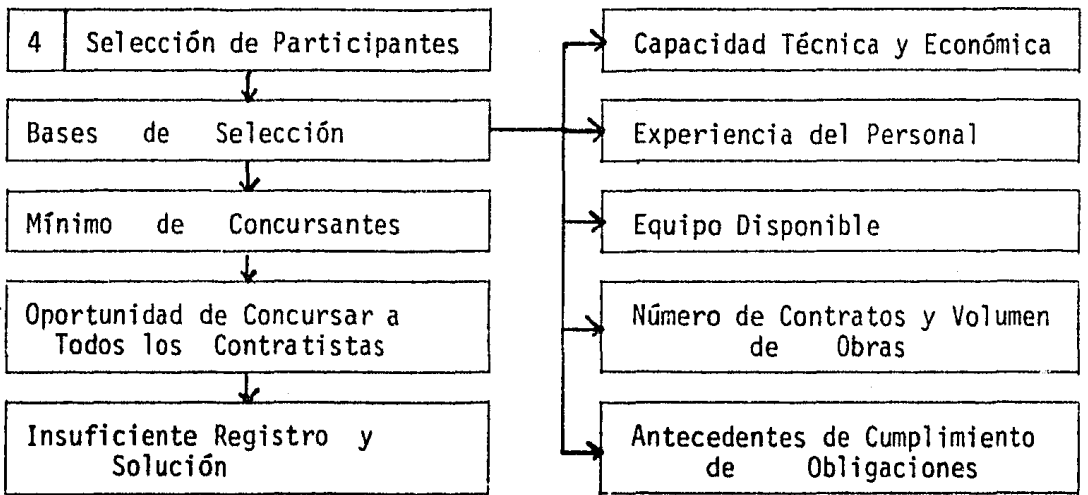 4 Selección de Participantes
Bases de Selección
Mínimo de Concursantes
Oportunidad de Concursar a
Todos los Contratistas
Insuficiente Registro y
Solución
Capacidad Técnica y Económica
Experiencia del Personal
Equipo Disponible
Número de Contratos y Volumen
de Obras
Antecedentes de Cumplimiento
de Obligaciones